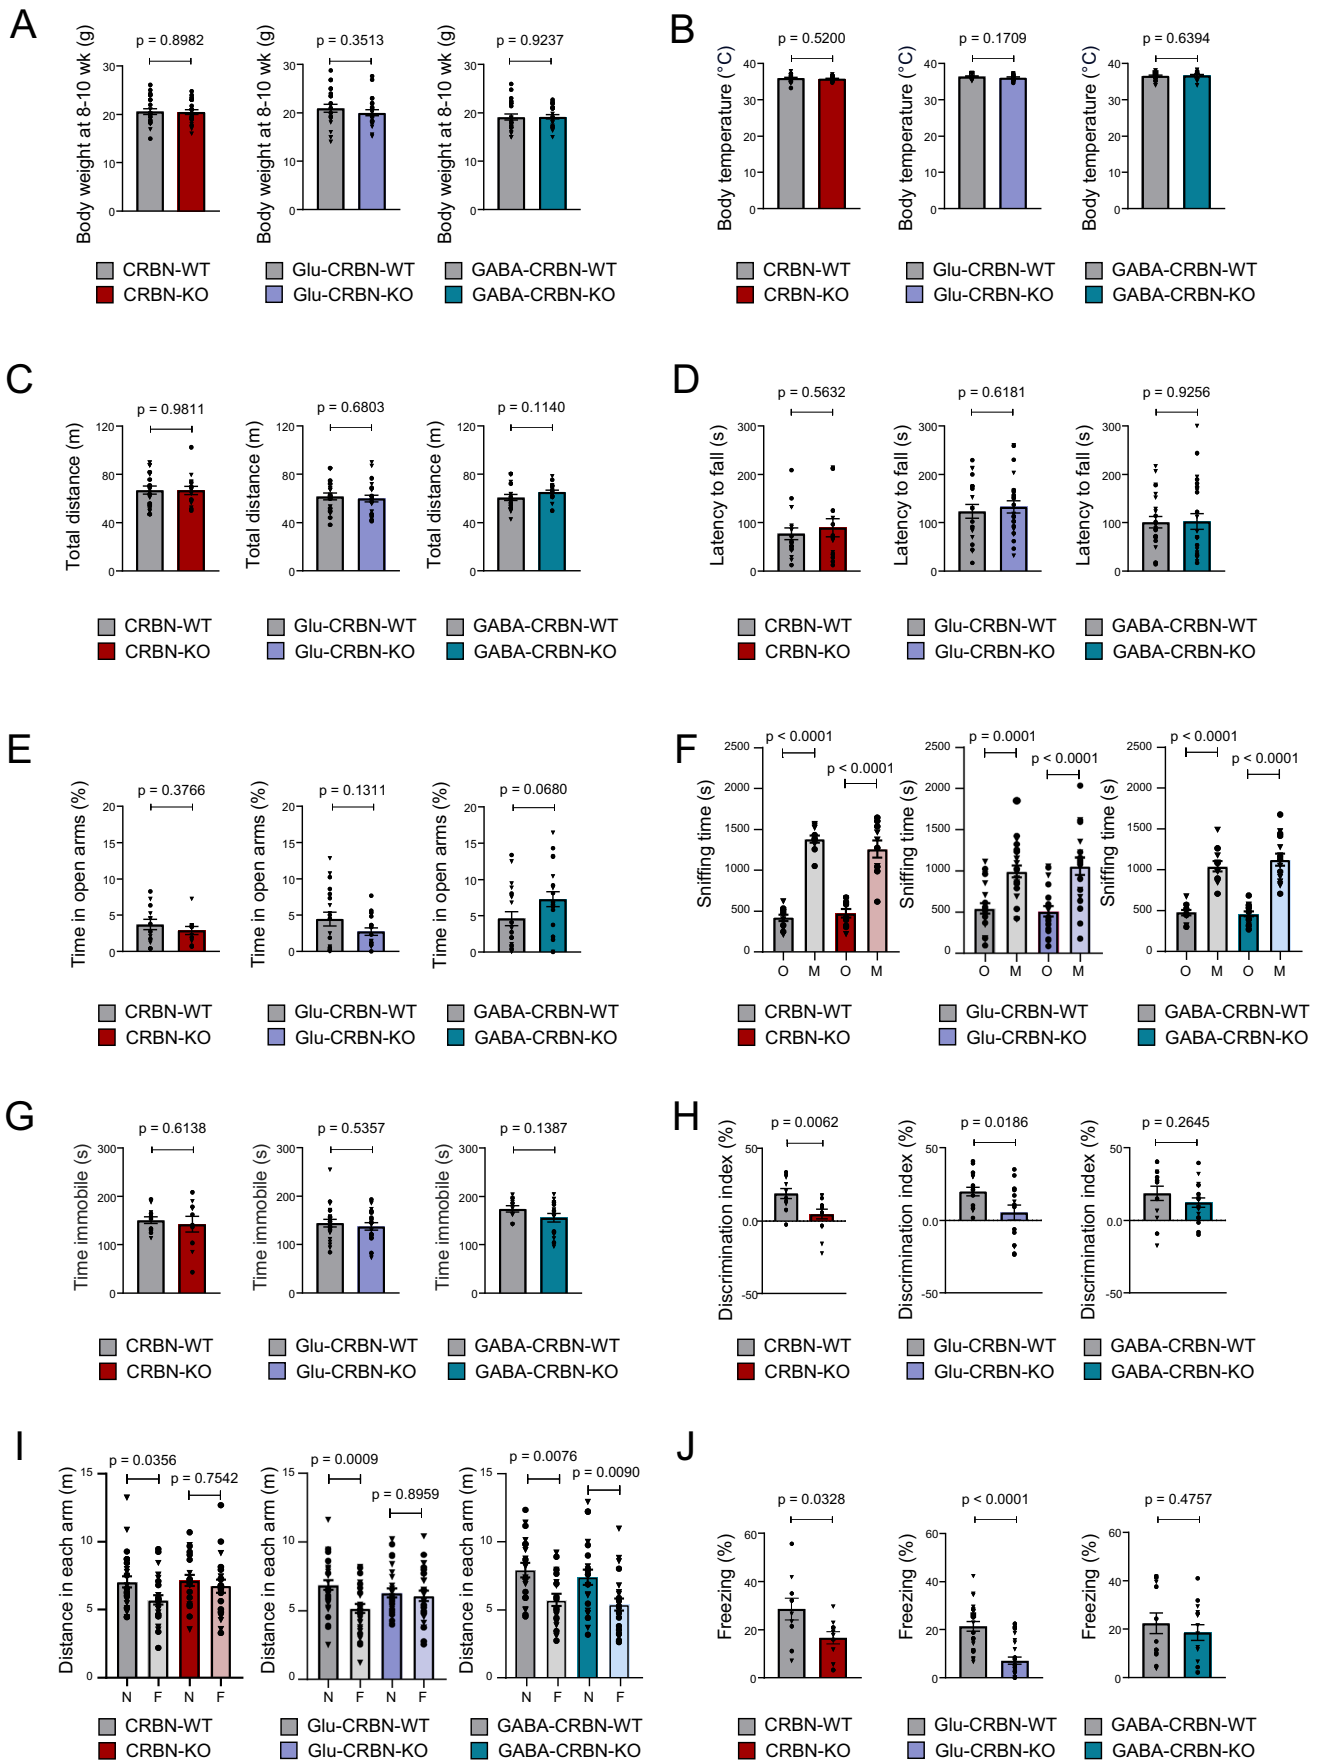 A
Body weight at 8-10 wk (g)
p = 0.8982
30
20
10
0
CRBN-WT
CRBN-KO
Body weight at 8-10 wk (g)
p = 0.3513
30
20
10
0
Glu-CRBN-WT
Glu-CRBN-KO
Body weight at 8-10 wk (g)
p = 0.9237
30
20
10
0
GABA-CRBN-WT
GABA-CRBN-KO
B
Body temperature (°C)
p = 0.5200
40
30
20
10
0
CRBN-WT
CRBN-KO
Body temperature (°C)
p = 0.1709
40
30
20
10
0
Glu-CRBN-WT
Glu-CRBN-KO
Body temperature (°C)
p = 0.6394
40
30
20
10
0
GABA-CRBN-WT
GABA-CRBN-KO
C
Total distance (m)
p = 0.9811
120
80
40
0
CRBN-WT
CRBN-KO
Total distance (m)
p = 0.6803
120
80
40
0
Glu-CRBN-WT
Glu-CRBN-KO
Total distance (m)
p = 0.1140
120
80
40
0
GABA-CRBN-WT
GABA-CRBN-KO
D
Latency to fall (s)
p = 0.5632
300
200
100
0
CRBN-WT
CRBN-KO
Latency to fall (s)
p = 0.6181
300
200
100
0
Glu-CRBN-WT
Glu-CRBN-KO
Latency to fall (s)
p = 0.9256
300
200
100
0
GABA-CRBN-WT
GABA-CRBN-KO
E
Time in open arms (%)
p = 0.3766
20
15
10
5
0
CRBN-WT
CRBN-KO
Time in open arms (%)
p = 0.1311
20
15
10
5
0
Glu-CRBN-WT
Glu-CRBN-KO
Time in open arms (%)
p = 0.0680
20
15
10
5
0
GABA-CRBN-WT
GABA-CRBN-KO
F
Sniffing time (s)
p < 0.0001
p < 0.0001
2500
2000
1500
1000
500
0
O M O M
CRBN-WT
CRBN-KO
Sniffing time (s)
p = 0.0001
p < 0.0001
2500
2000
1500
1000
500
0
O M O M
Glu-CRBN-WT
Glu-CRBN-KO
Sniffing time (s)
p < 0.0001
p < 0.0001
2500
2000
1500
1000
500
0
O M O M
GABA-CRBN-WT
GABA-CRBN-KO
G
Time immobile (s)
p = 0.6138
300
200
100
0
CRBN-WT
CRBN-KO
Time immobile (s)
p = 0.5357
300
200
100
0
Glu-CRBN-WT
Glu-CRBN-KO
Time immobile (s)
p = 0.1387
300
200
100
0
GABA-CRBN-WT
GABA-CRBN-KO
H
Discrimination index (%)
p = 0.0062
50
0.0
-50
CRBN-WT
CRBN-KO
Discrimination index (%)
p = 0.0186
50
0.0
-50
Glu-CRBN-WT
Glu-CRBN-KO
Discrimination index (%)
p = 0.2645
50
0.0
-50
GABA-CRBN-WT
GABA-CRBN-KO
I
Distance in each arm (m)
p = 0.0356
p = 0.7542
15
10
5
0
N F N F
CRBN-WT
CRBN-KO
Distance in each arm (m)
p = 0.0009
p = 0.8959
15
10
5
0
N F N F
Glu-CRBN-WT
Glu-CRBN-KO
Distance in each arm (m)
p = 0.0076
p = 0.0090
15
10
5
0
N F N F
GABA-CRBN-WT
GABA-CRBN-KO
J
Freezing (%)
p = 0.0328
60
40
20
0
CRBN-WT
CRBN-KO
Freezing (%)
p < 0.0001
60
40
20
0
Glu-CRBN-WT
Glu-CRBN-KO
Freezing (%)
p = 0.4757
60
40
20
0
GABA-CRBN-WT
GABA-CRBN-KO